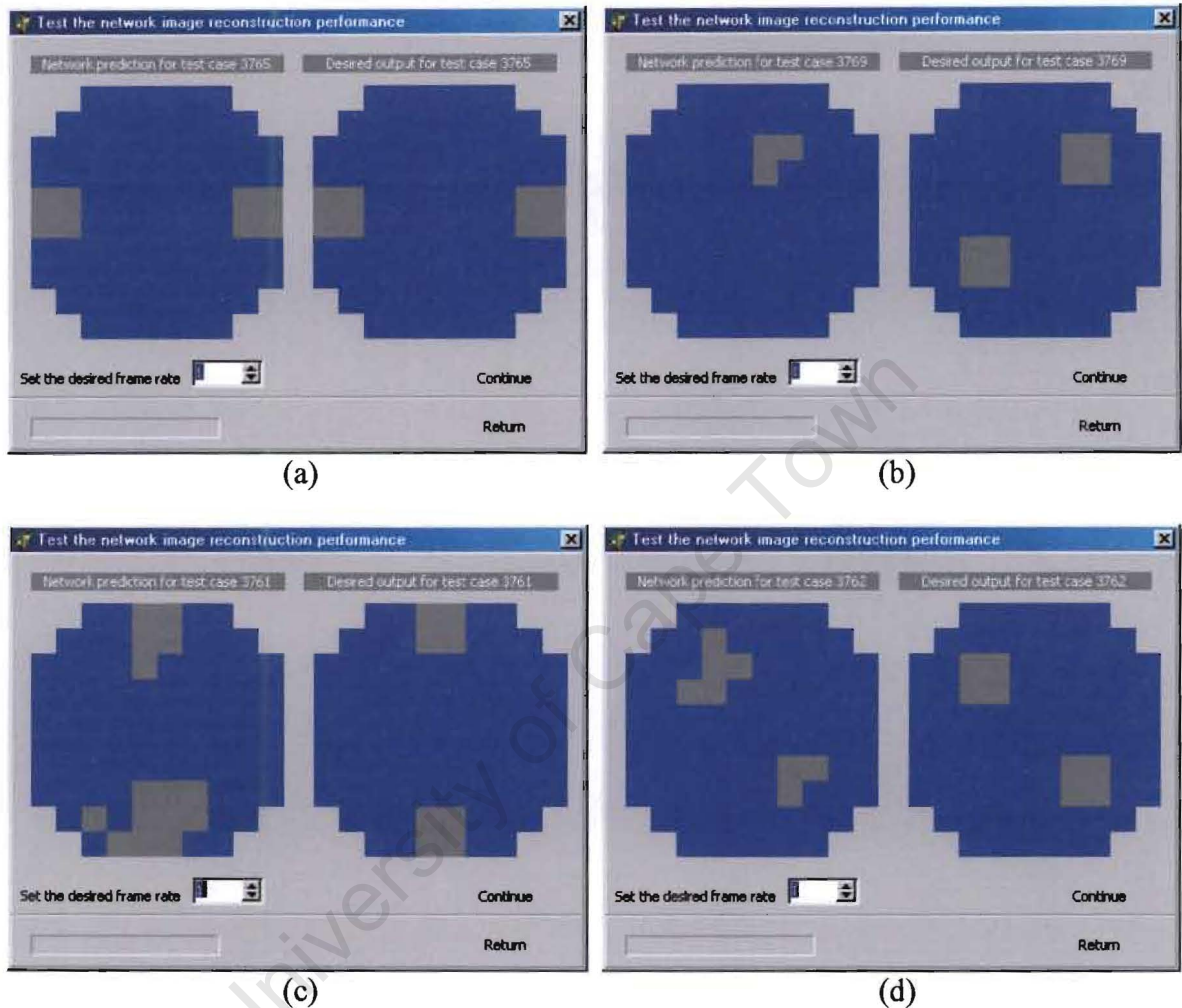 Test the network image reconstruction performance
Network prediction for test case 3765
Desired output for test case 3765
Set the desired frame rate
Continue
Return
(a)
Test the network image reconstruction performance
Network prediction for test case 3769
Desired output for test case 3769
Set the desired frame rate
Continue
Return
(b)
Test the network image reconstruction performance
Network prediction for test case 3761
Desired output for test case 3761
Set the desired frame rate
Continue
Return
(c)
Test the network image reconstruction performance
Network prediction for test case 3762
Desired output for test case 3762
Set the desired frame rate
Continue
Return
(d)
University of Cape Town